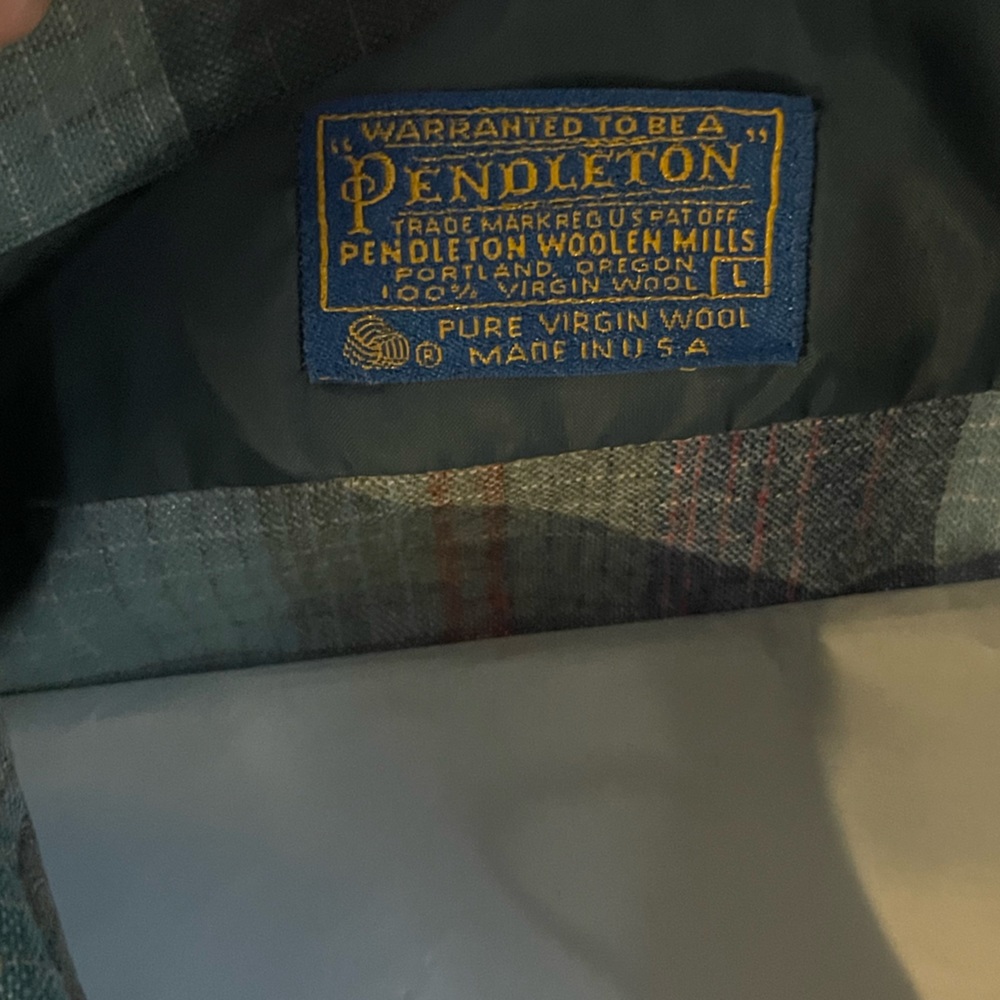 "WARRANTED TO BE A
PENDLETON"
TRADE MARK REG U S PAT OFF
PENDLETON WOOLEN MILLS
PORTLAND, OREGON
100% VIRGIN WOOL L
PURE VIRGIN WOOL
® MADE IN U S A